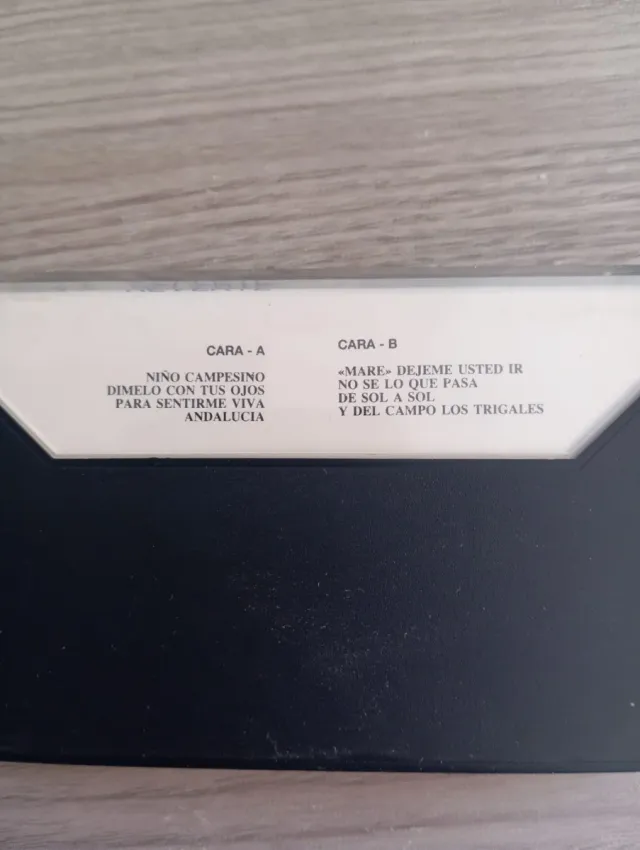 CARA - A
NIÑO CAMPESINO
DIMELO CON TUS OJOS
PARA SENTIRME VIVA
ANDALUCIA
CARA - B
«MARE» DEJEME USTED IR
NO SE LO QUE PASA
DE SOL A SOL
Y DEL CAMPO LOS TRIGALES